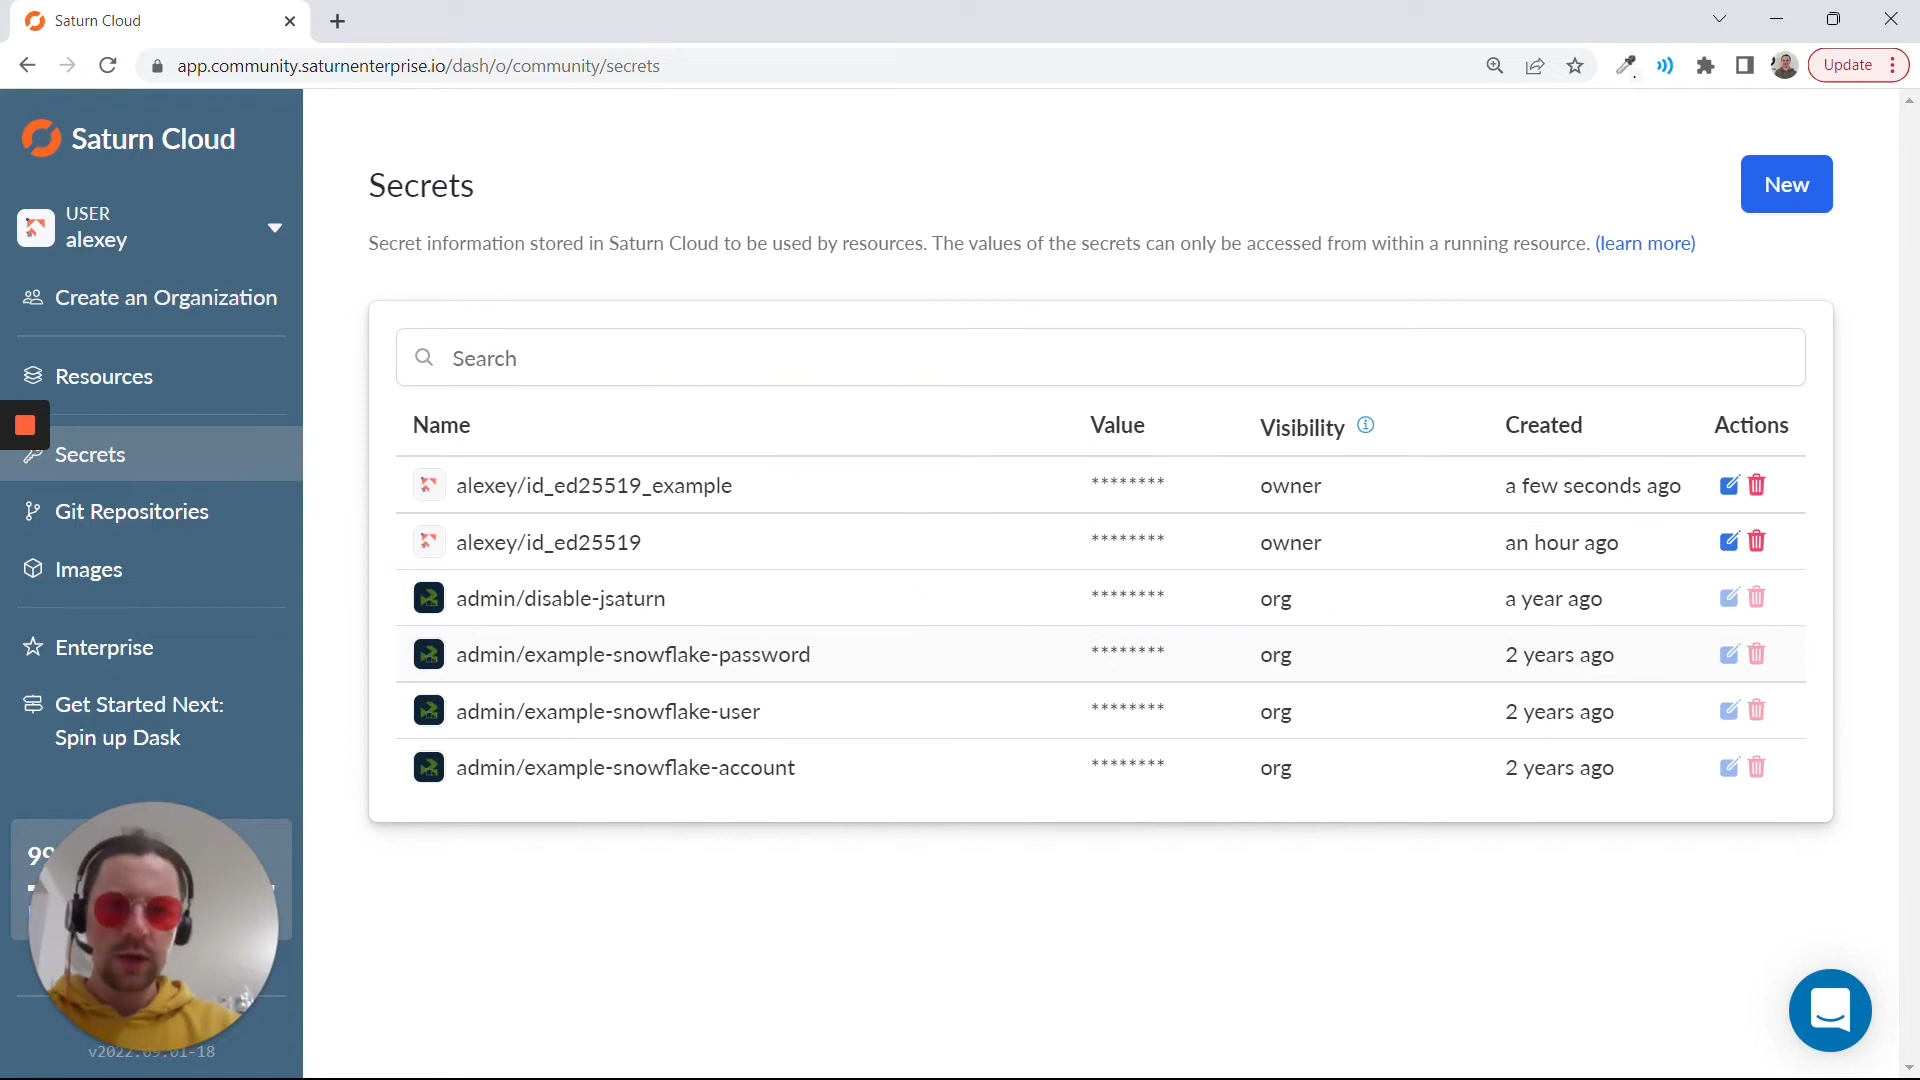 Saturn Cloud
app.community.saturnenterprise.io/dash/o/community/secrets
Update
Saturn Cloud
USER
alexey
Create an Organization
Resources
Secrets
Git Repositories
Images
Enterprise
Get Started Next:
Spin up Dask
99
Secrets
New
Secret information stored in Saturn Cloud to be used by resources. The values of the secrets can only be accessed from within a running resource. (learn more)
Search
Name Value Visibility Created Actions
alexey/id_ed25519_example ******** owner a few seconds ago
alexey/id_ed25519 ******** owner an hour ago
admin/disable-jsaturn ******** org a year ago
admin/example-snowflake-password ******** org 2 years ago
admin/example-snowflake-user ******** org 2 years ago
admin/example-snowflake-account ******** org 2 years ago